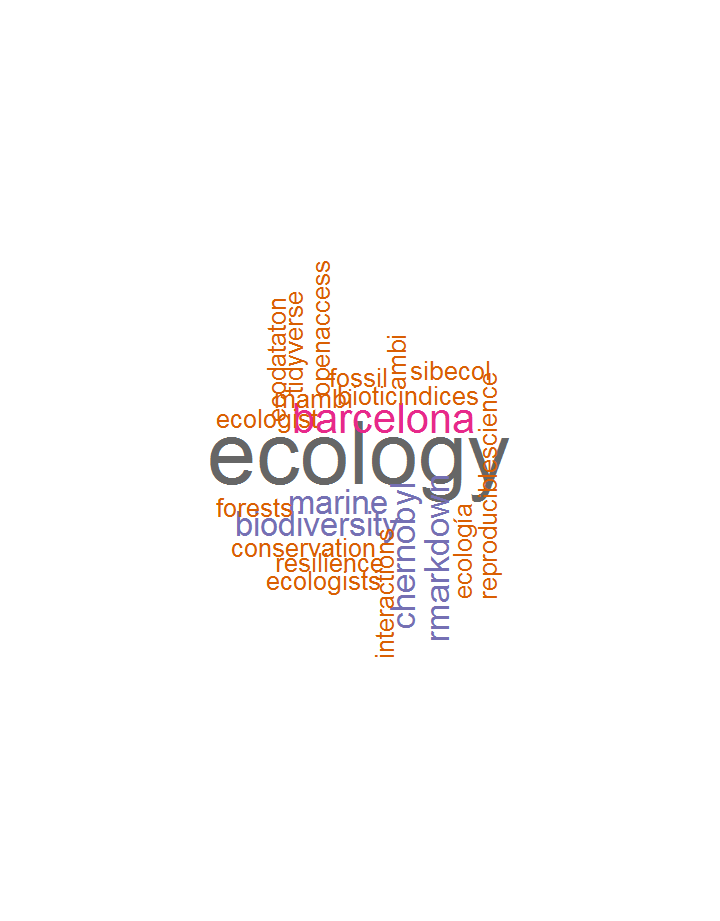 ecodataton
tidyverse
openaccess
ambi
sibecol
fossil
mambi
bioticindices
ecologist
barcelona
ecology
reproduciblescience
forests
marine
biodiversity
chernobyl
rmarkdown
ecología
conservation
resilience
ecologists
interactions